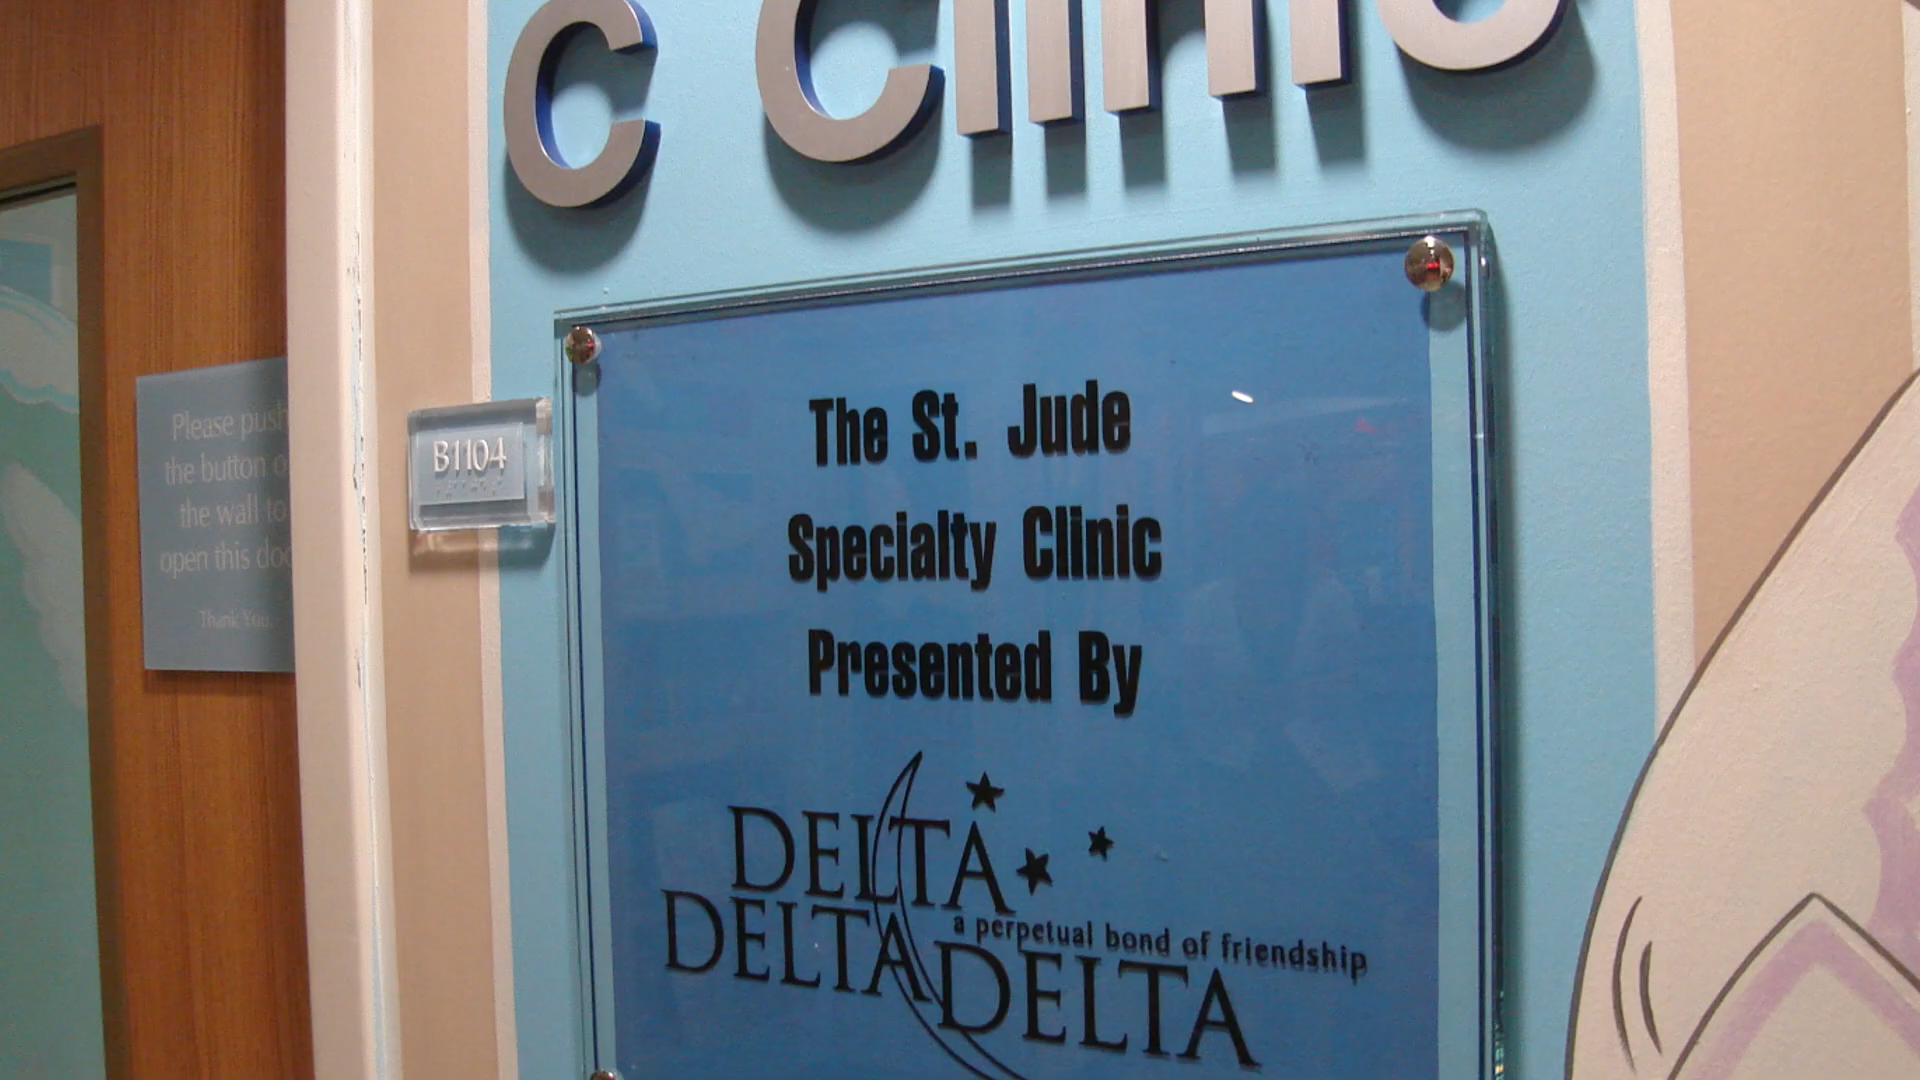 C Clinic
Please push
the button
the wall to
open this
Thank You.
B1104
The St. Jude
Specialty Clinic
Presented By
DELTA
a perpetual bond of friendship
DELTA DELTA